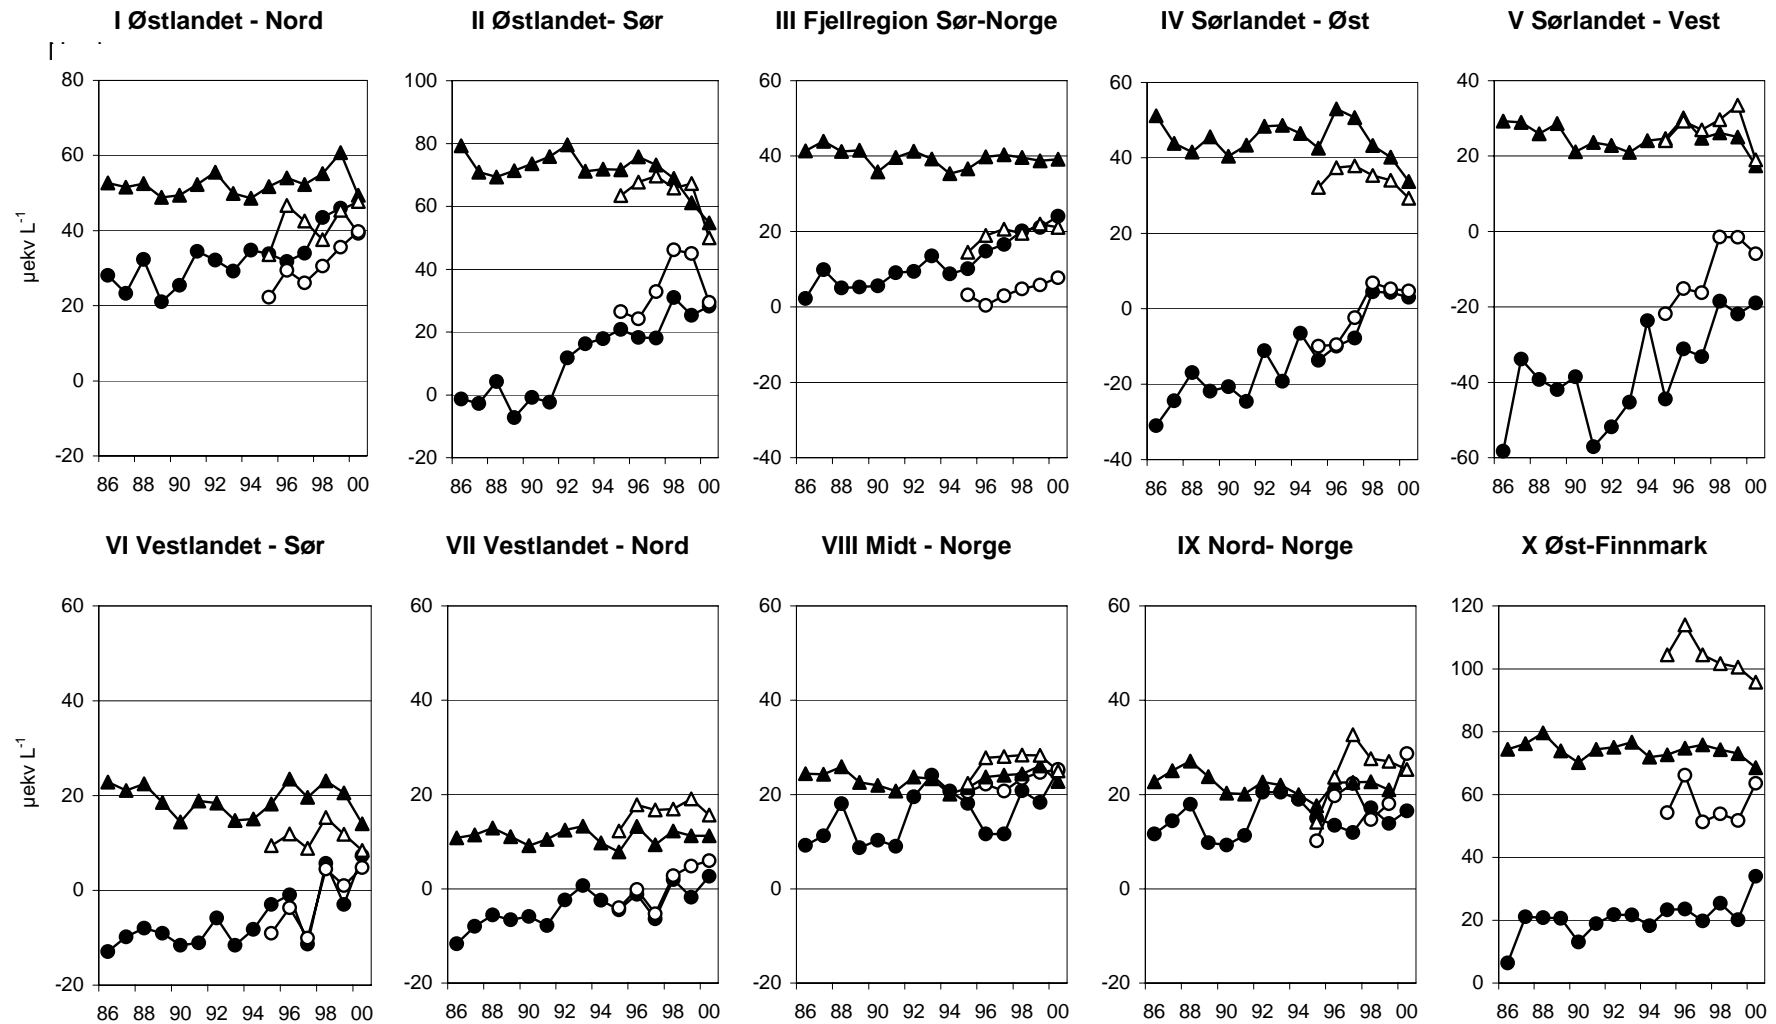 I Østlandet - Nord
II Østlandet- Sør
III Fjellregion Sør-Norge
IV Sørlandet - Øst
V Sørlandet - Vest
µekv L-1
80
60
40
20
0
-20
86 88 90 92 94 96 98 00
100
80
60
40
20
0
-20
86 88 90 92 94 96 98 00
60
40
20
0
-20
-40
86 88 90 92 94 96 98 00
60
40
20
0
-20
-40
86 88 90 92 94 96 98 00
40
20
0
-20
-40
-60
86 88 90 92 94 96 98 00
VI Vestlandet - Sør
VII Vestlandet - Nord
VIII Midt - Norge
IX Nord- Norge
X Øst-Finnmark
µekv L-1
60
40
20
0
-20
86 88 90 92 94 96 98 00
60
40
20
0
-20
86 88 90 92 94 96 98 00
60
40
20
0
-20
86 88 90 92 94 96 98 00
60
40
20
0
-20
86 88 90 92 94 96 98 00
120
100
80
60
40
20
0
86 88 90 92 94 96 98 00